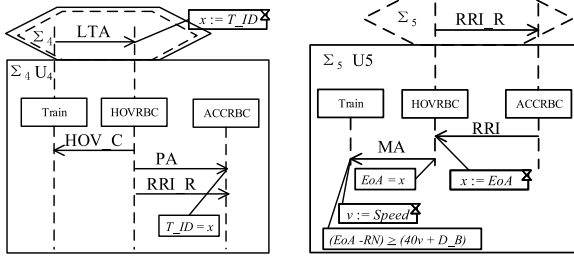 Σ4
LTA
x := T_ID
Σ4 U4
Train
HOVRBC
ACCRBC
HOV_C
PA
RRI_R
T_ID = x
Σ5
RRI_R
Σ5 U5
Train
HOVRBC
ACCRBC
RRI
MA
EoA = x
x := EoA
v := Speed
(EoA -RN) ≥ (40v + D_B)